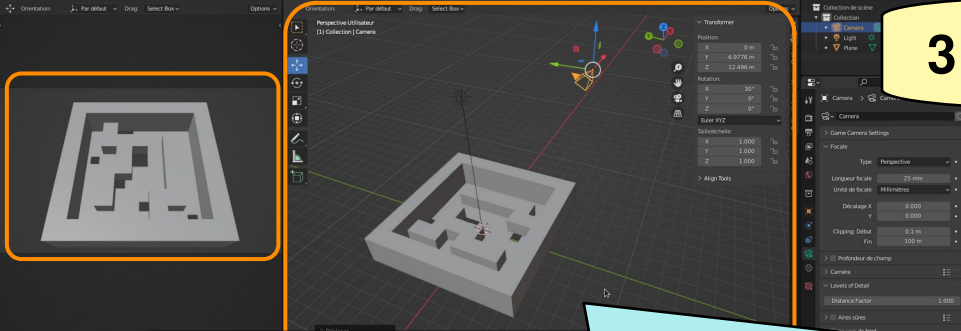 Orientation: Par défaut Drag: Select Box Options
Orientation: Par défaut Drag: Select Box Options
Perspective Utilisateur
(1) Collection | Camera
Transformer
Position:
X 0 m
Y -6.9776 m
Z 12.496 m
Rotation:
X 30°
Y 0°
Z 0°
Euler XYZ
Taille/échelle:
X 1.000
Y 1.000
Z 1.000
Align Tools
Collection de scène
Collection
Camera
Light
Plane
3
Camera
Camera
Game Camera Settings
Focale
Type Perspective
Longueur focale 25 mm
Unité de focale Millimètres
Décalage X 0.000
Y 0.000
Clipping: Début 0.1 m
Fin 100 m
Profondeur de champ
Caméra
Levels of Detail
Distance Factor 1.000
Aires sûres